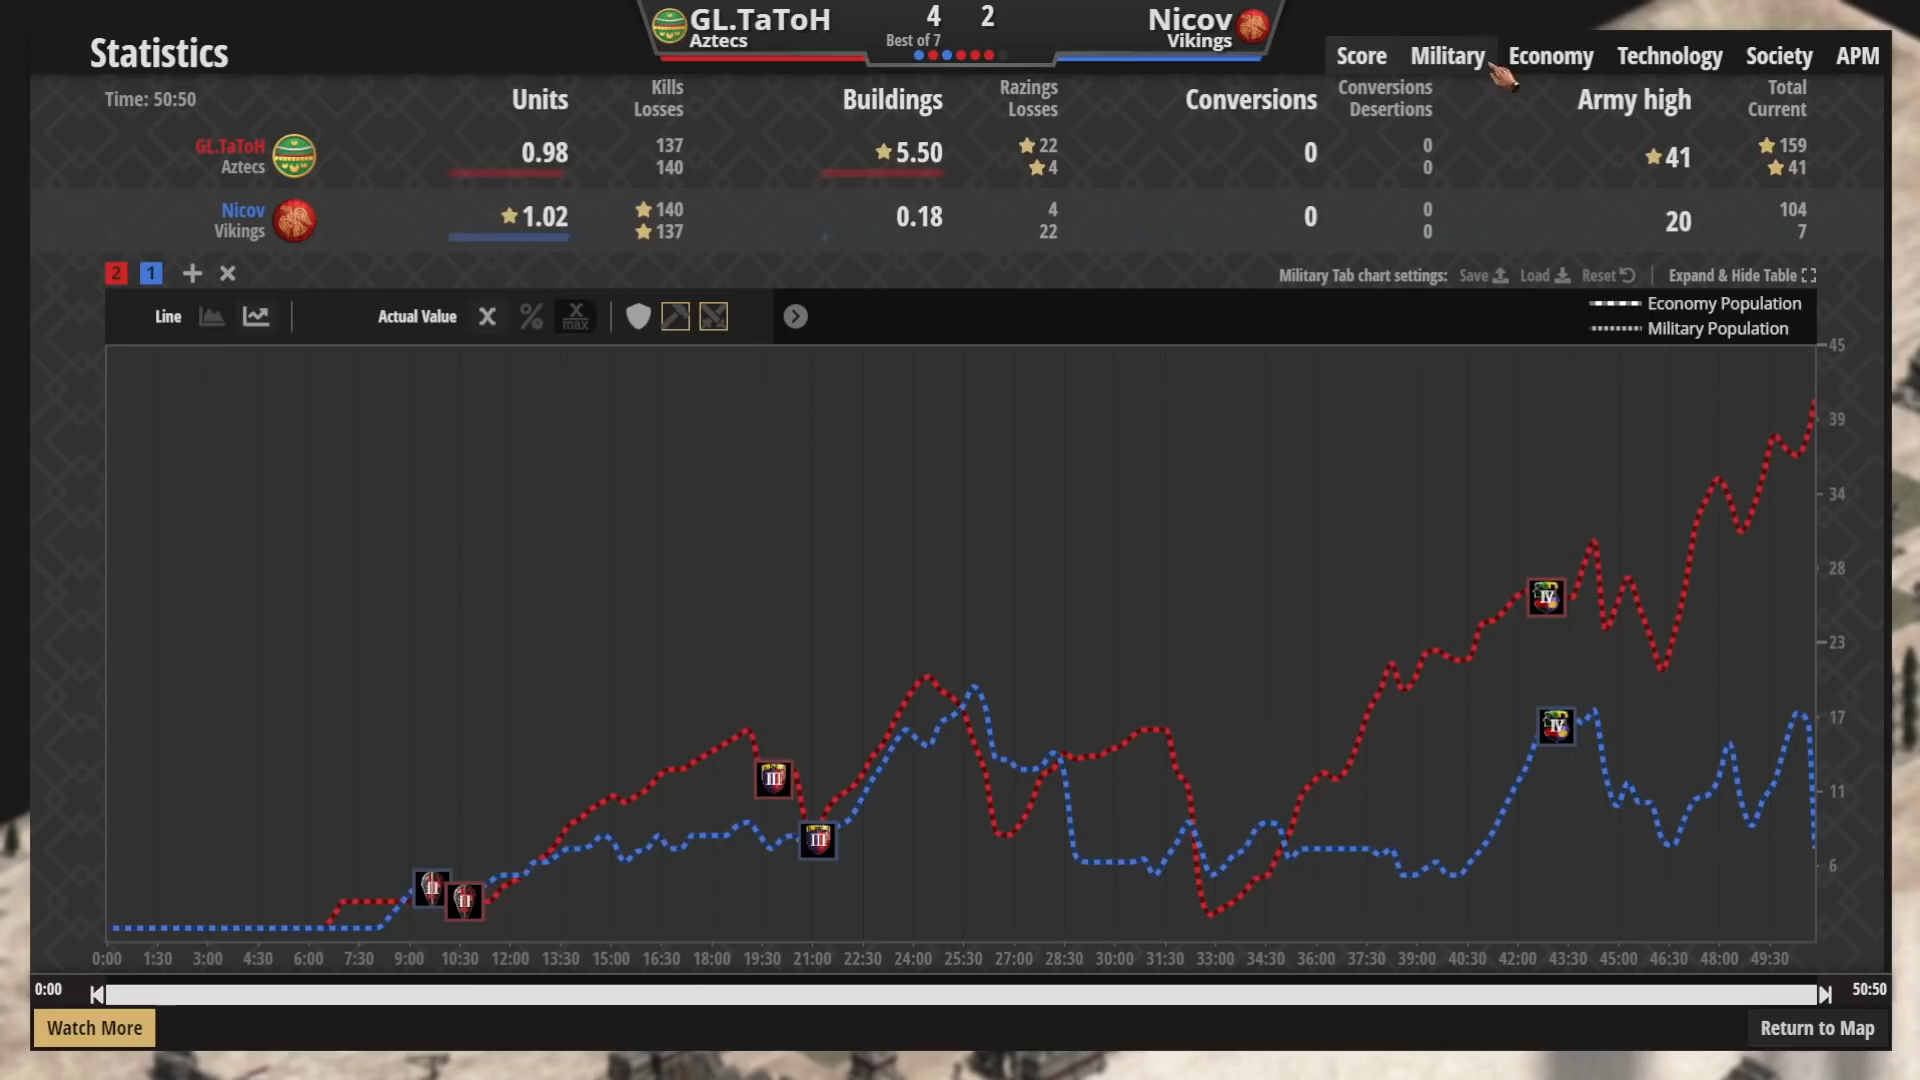 GL.TaToH
Aztecs
4 2
Best of 7
Nicov
Vikings
Statistics
Score Military Economy Technology Society APM
Time: 50:50
Units
Kills
Losses
Buildings
Razings
Losses
Conversions
Conversions
Desertions
Army high
Total
Current
GL.TaToH
Aztecs
0.98
137
140
5.50
22
4
0
0
0
41
159
41
Nicov
Vikings
1.02
140
137
0.18
4
22
0
0
0
20
104
7
2 1
Military Tab chart settings: Save Load Reset Expand & Hide Table
Line
Actual Value
X
%
X
max
Economy Population
Military Population
45
39
34
28
23
17
11
6
II
II
III
III
IV
IV
0:00 1:30 3:00 4:30 6:00 7:30 9:00 10:30 12:00 13:30 15:00 16:30 18:00 19:30 21:00 22:30 24:00 25:30 27:00 28:30 30:00 31:30 33:00 34:30 36:00 37:30 39:00 40:30 42:00 43:30 45:00 46:30 48:00 49:30
0:00
50:50
Watch More
Return to Map